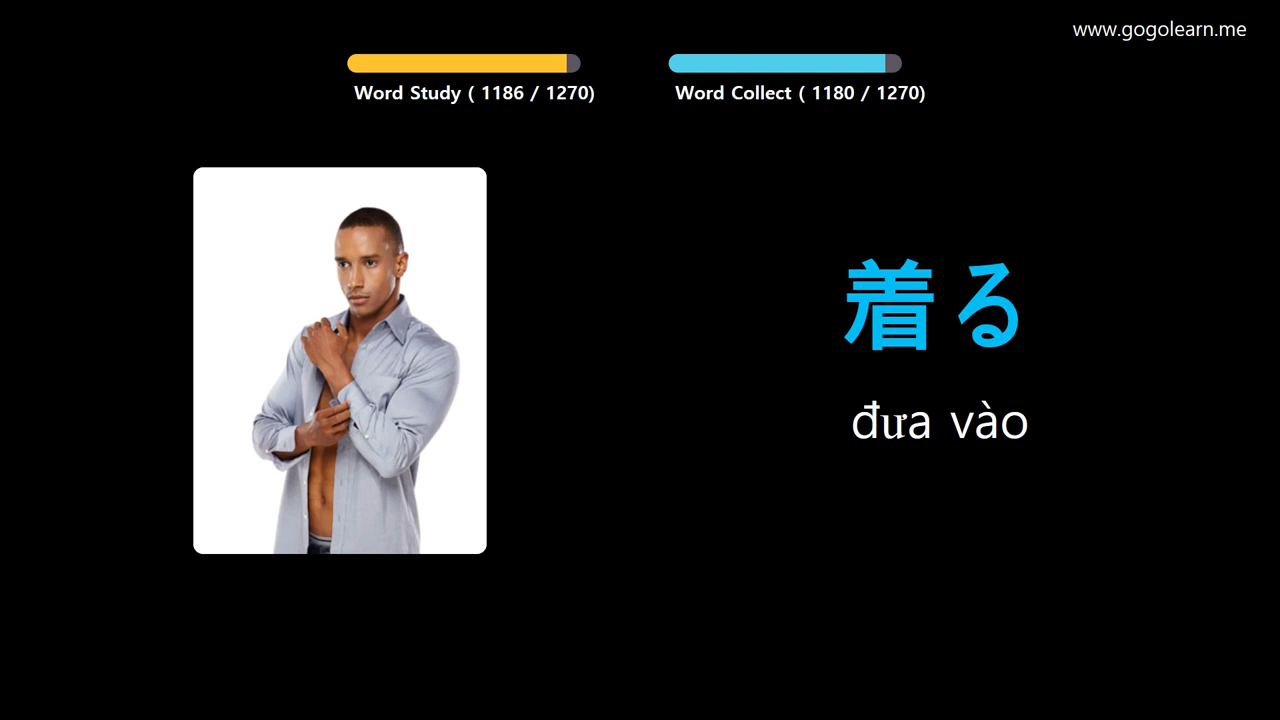 www.gogolearn.me
Word Study ( 1186 / 1270)
Word Collect ( 1180 / 1270)
着る
đưa vào